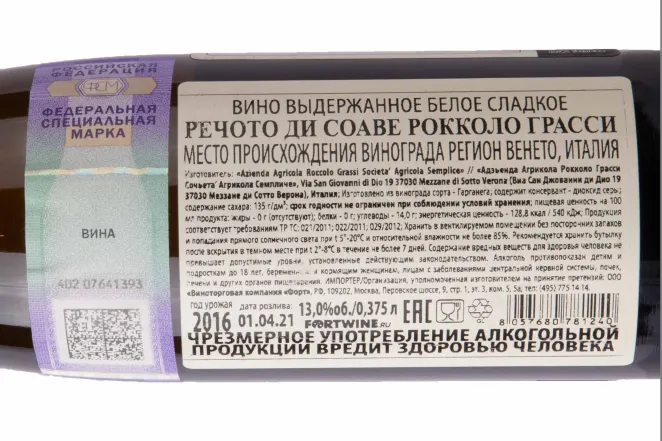 РОССИЙСКАЯ
ФЕДЕРАЦИЯ
ФЕДЕРАЛЬНАЯ
СПЕЦИАЛЬНАЯ
МАРКА
ВИНА
402 07641393
ВИНО ВЫДЕРЖАННОЕ БЕЛОЕ СЛАДКОЕ
РЕЧОТО ДИ СОАВЕ РОККОЛО ГРАССИ
МЕСТО ПРОИСХОЖДЕНИЯ ВИНОГРАДА РЕГИОН ВЕНЕТО, ИТАЛИЯ
Изготовитель: «Azienda Agricola Roccolo Grassi Societa' Agricola Semplice» // «Адзьенда Агрикола Рокколо Грасси
Сочьета' Агрикола Семпличе», Via San Giovanni di Dio 19 37030 Mezzane di Sotto Verona (Виа Сан Джованни ди Дио 19
37030 Меззане ди Сотто Верона), Италия; Изготовлено из винограда сорта - Гарганега; содержит консервант - диоксид серы;
содержание сахара: 135 г/дм³; срок годности не ограничен при соблюдении условий хранения; пищевая ценность на 100
мл продукта: жиры - 0 г (отсутствуют); белки - 0 г; углеводы - 14,0 г; энергетическая ценность - 128,8 ккал / 540 кДж; Продукция
соответствует требованиям ТР ТС: 021/2011; 022/2011; 029/2012; Хранить в вентилируемом помещении без посторонних запахов
и попадания прямого солнечного света при t 5°-20°С и относительной влажности не более 85%. Рекомендуется хранить бутылку
после вскрытия в темном месте при t 2°-8°С в течение не более 7 дней. Содержание вредных веществ для здоровья человека не
превышает допустимые уровни, установленные действующим законодательством. Алкоголь противопоказан детям и
подросткам до 18 лет, беременным и кормящим женщинам, лицам с заболеваниями центральной нервной системы, почек,
печени и других органов пищеварения. ИМПОРТЕР/Организация, уполномоченная изготовителем на принятие претензий: ООО
«Виноторговая компания «Форт», РФ, 109202, Москва, Перовское шоссе, 9, стр. 1, эт. 3, ком. 5, 5а, тел: (495) 775 14 14.
год урожая дата розлива:
2016 01.04.21 13,0%об./0,375 л
FORTWINE.RU
EAC
GL
8 057680 781240
ЧРЕЗМЕРНОЕ УПОТРЕБЛЕНИЕ АЛКОГОЛЬНОЙ
ПРОДУКЦИИ ВРЕДИТ ЗДОРОВЬЮ ЧЕЛОВЕКА